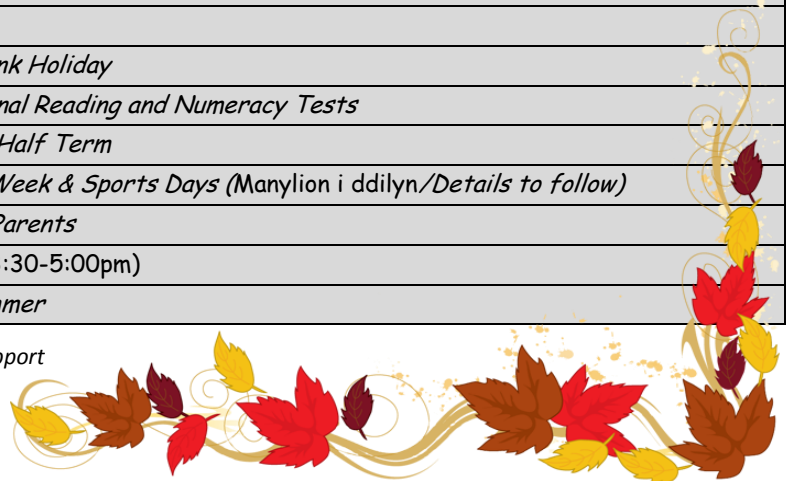 nk Holiday
nal Reading and Numeracy Tests
Half Term
Week & Sports Days (Manylion i ddilyn/Details to follow)
Parents
:30-5:00pm)
mer
port